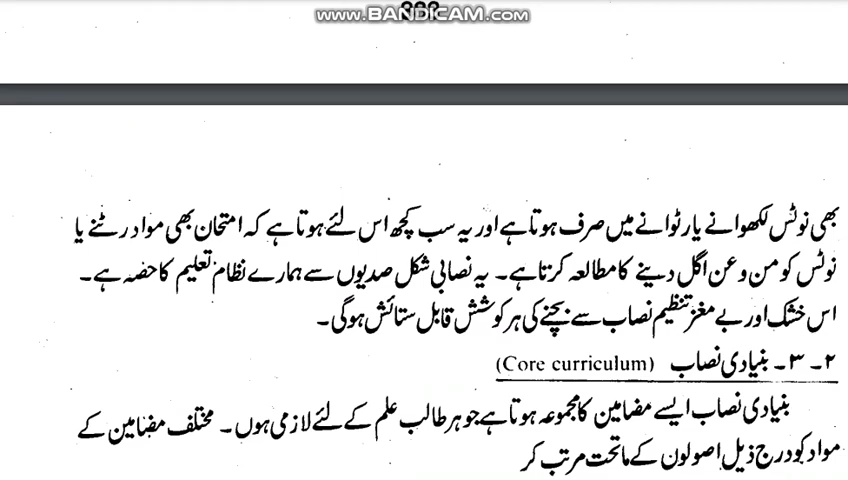 www.BANDICAM.com
بھی نوٹس لکھوانے یا رٹوانے میں صرف ہوتا ہے اور یہ سب کچھ اس لئے ہوتا ہے کہ امتحان بھی مواد رٹنے یا
نوٹس کو من و عن اگل دینے کا مطالعہ کرتا ہے۔ یہ نصابی شکل صدیوں سے ہمارے نظام تعلیم کا حصہ ہے۔
اس خشک اور بے مغز تنظیم نصاب سے بچنے کی ہر کوشش قابل ستائش ہوگی۔
۲۔ ۳۔ بنیادی نصاب (Core curriculum)
بنیادی نصاب ایسے مضامین کا مجموعہ ہوتا ہے جو ہر طالب علم کے لئے لازمی ہوں۔ مختلف مضامین کے
مواد کو درج ذیل اصولوں کے ماتحت مرتب کر